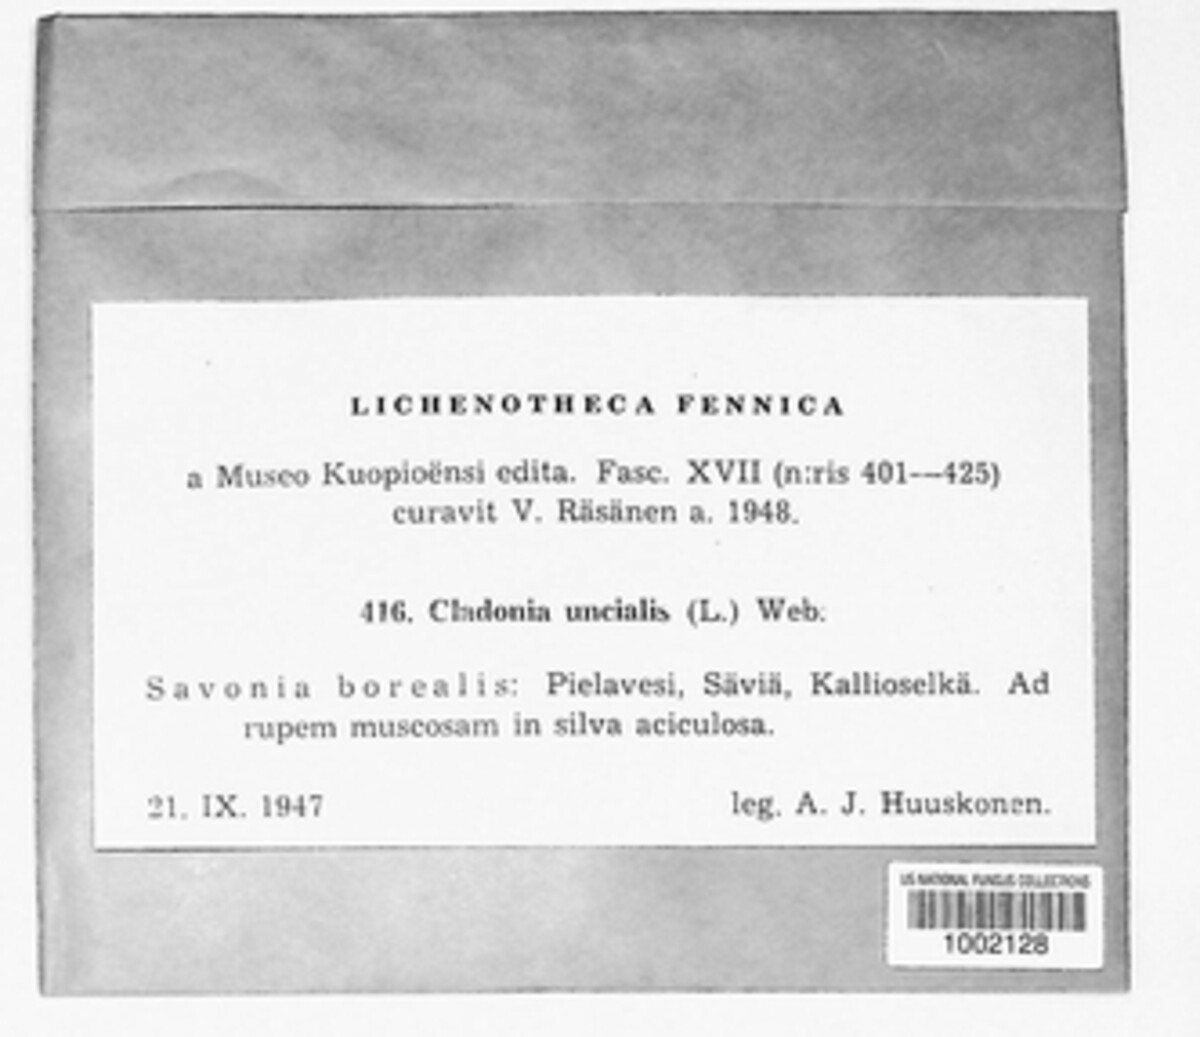 LICHENOTHECA FENNICA
a Museo Kuopioënsi edita. Fasc. XVII (n:ris 401—425)
curavit V. Räsänen a. 1948.
416. Cladonia uncialis (L.) Web.
Savonia borealis: Pielavesi, Säviä, Kallioselkä. Ad
rupem muscosam in silva aciculosa.
21. IX. 1947 leg. A. J. Huuskonen.
US NATIONAL FUNGUS COLLECTIONS
1002128